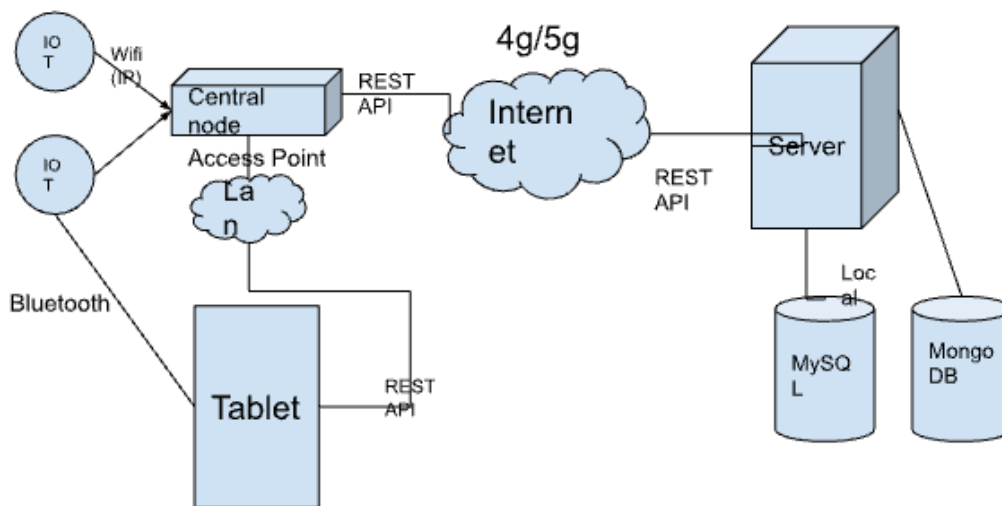 IO
T
Wifi
(IP)
Central
node
REST
API
4g/5g
Intern
et
Server
REST
API
IO
T
Access Point
La
n
Bluetooth
Loc
al
Tablet
REST
API
MySQ
L
Mongo
DB